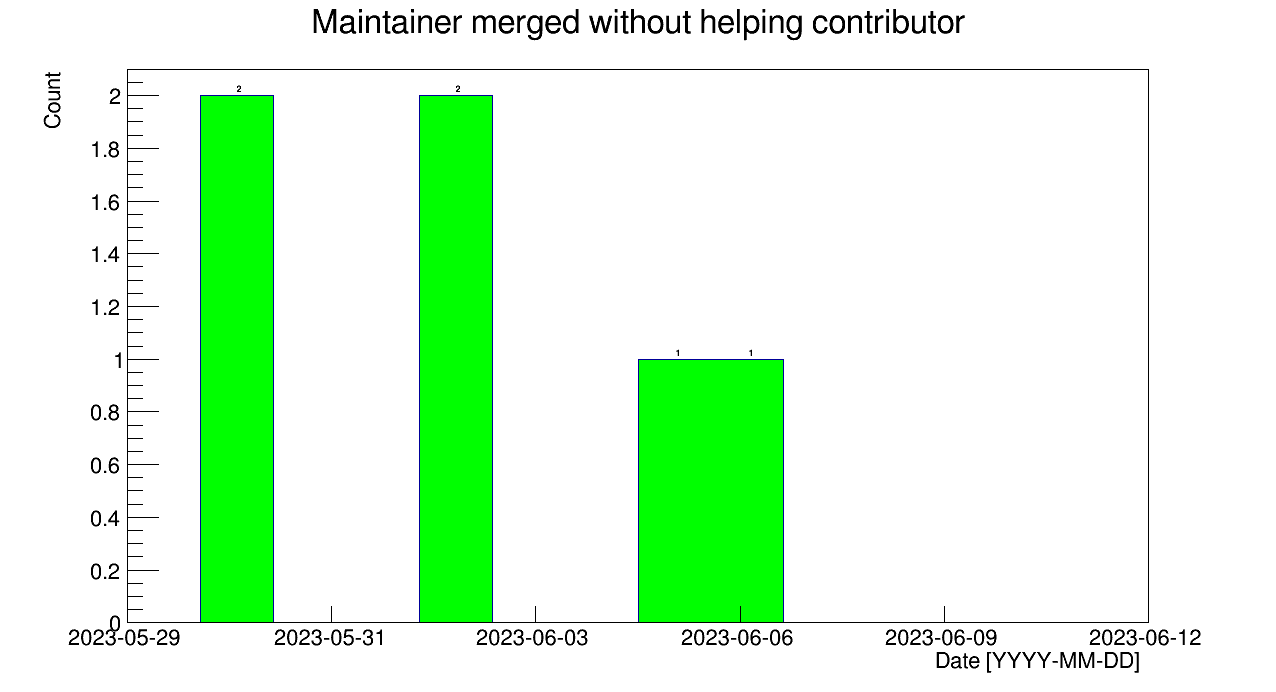 Maintainer merged without helping contributor
Count
2
1.8
1.6
1.4
1.2
1
0.8
0.6
0.4
0.2
0
2 2 1 1
2023-05-29 2023-05-31 2023-06-03 2023-06-06 2023-06-09 2023-06-12
Date [YYYY-MM-DD]